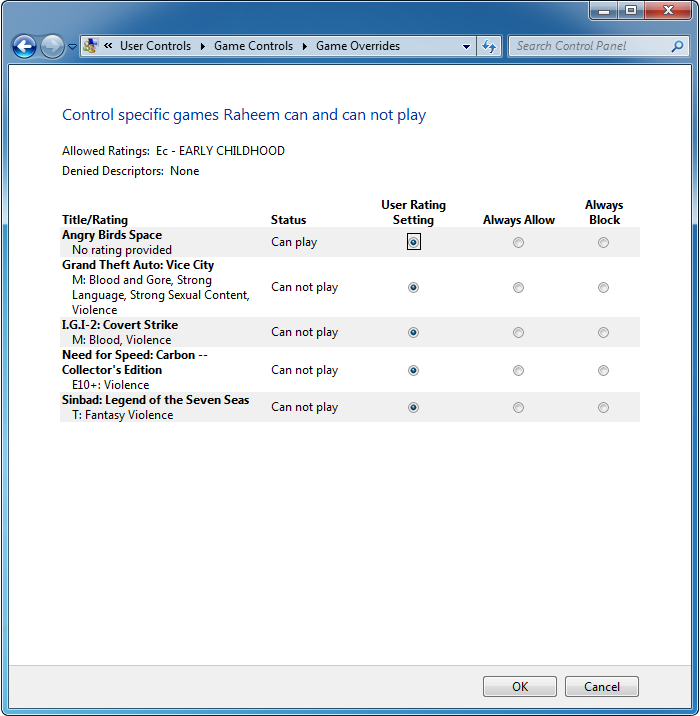 « User Controls ▸ Game Controls ▸ Game Overrides
Search Control Panel
Control specific games Raheem can and can not play
Allowed Ratings: Ec - EARLY CHILDHOOD
Denied Descriptors: None
Title/Rating Status User Rating Setting Always Allow Always Block
Angry Birds Space
No rating provided
Can play
Grand Theft Auto: Vice City
M: Blood and Gore, Strong
Language, Strong Sexual Content,
Violence
Can not play
I.G.I-2: Covert Strike
M: Blood, Violence
Can not play
Need for Speed: Carbon --
Collector's Edition
E10+: Violence
Can not play
Sinbad: Legend of the Seven Seas
T: Fantasy Violence
Can not play
OK Cancel